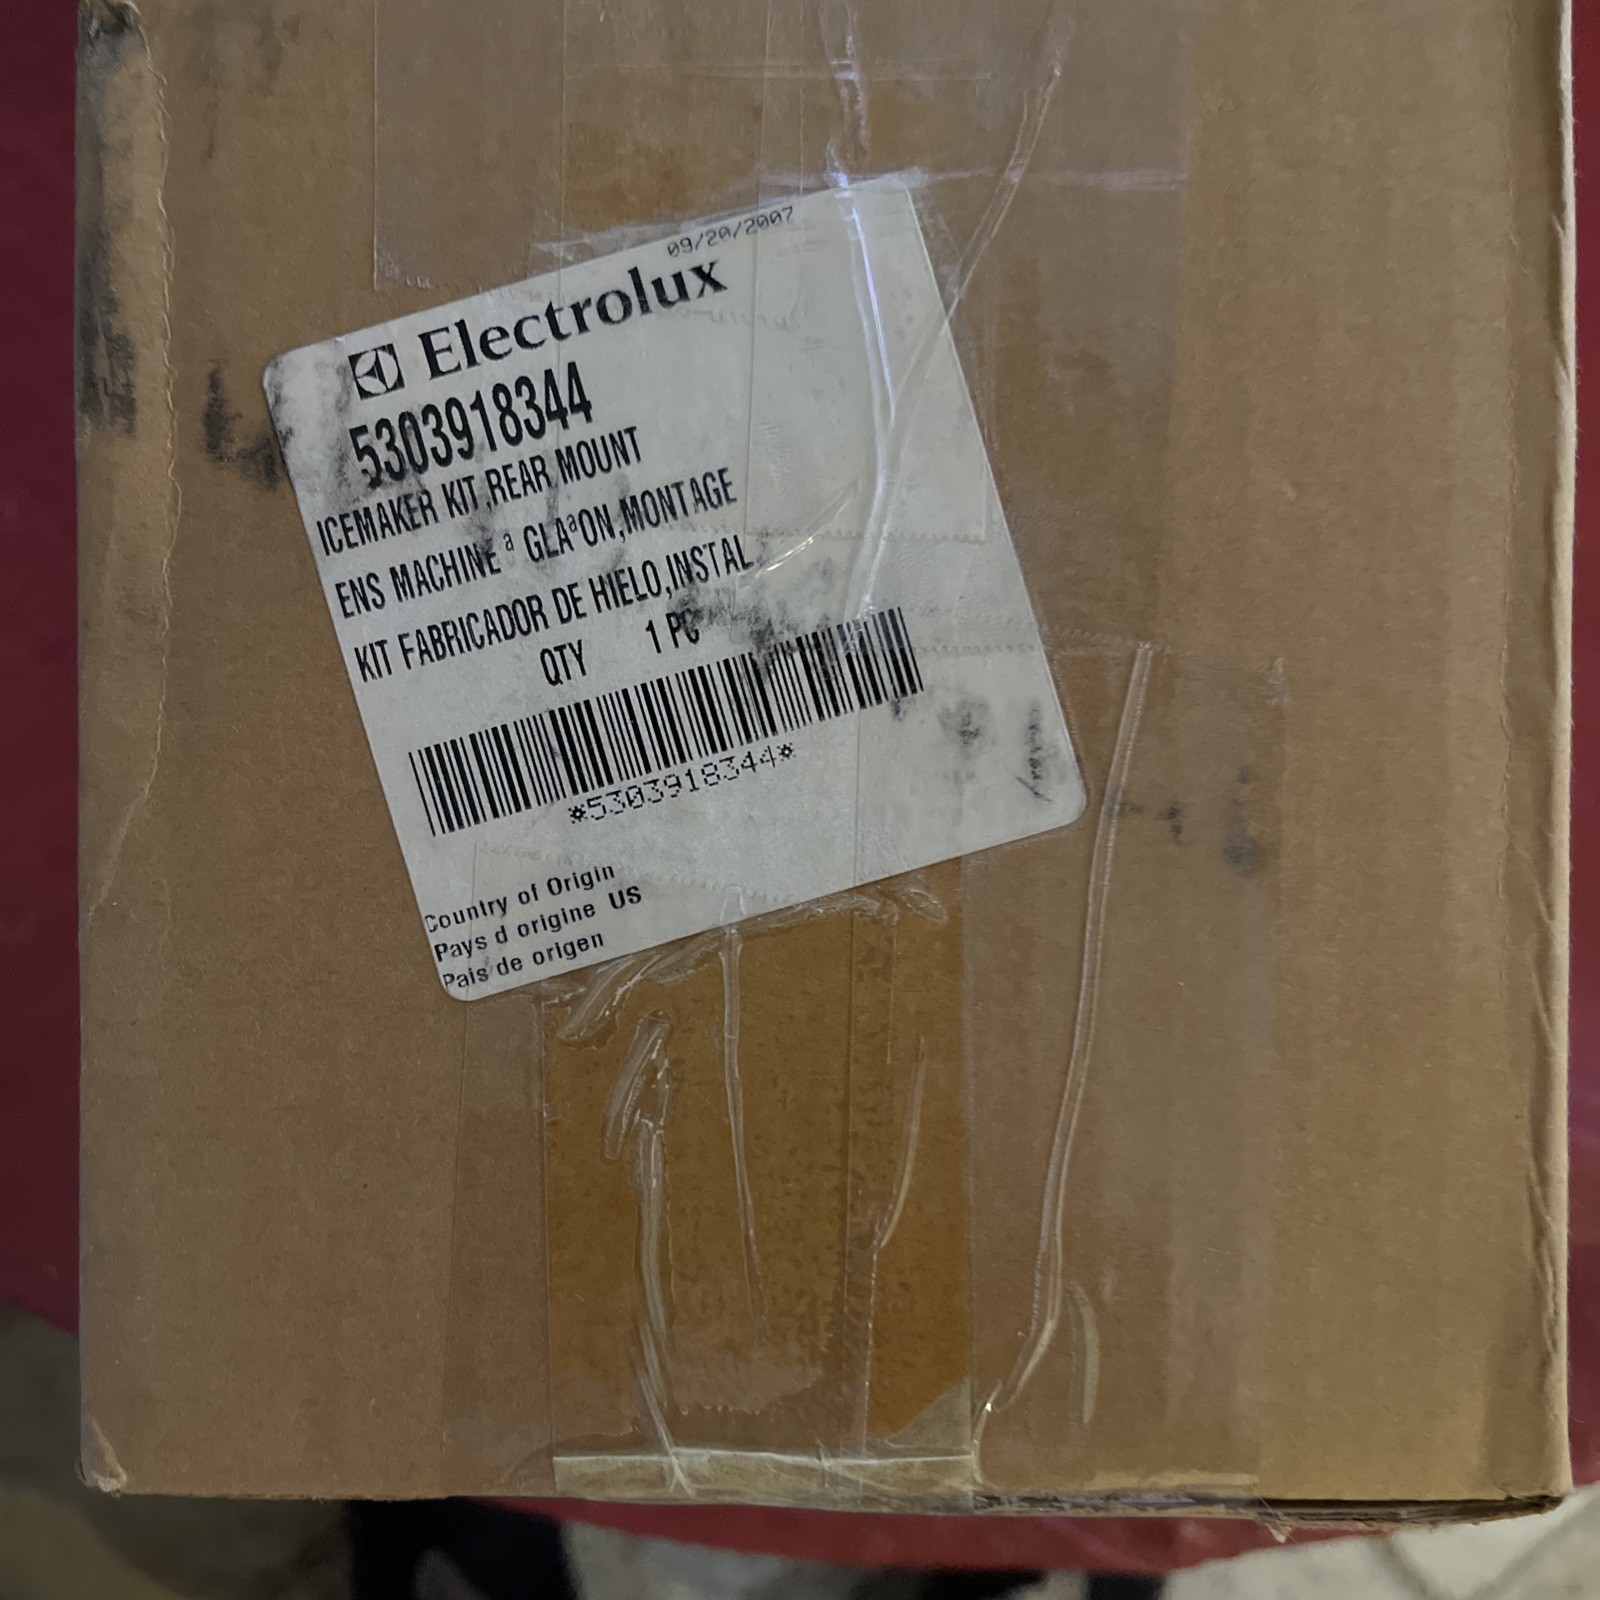 09/20/2007
Electrolux
5303918344
ICEMAKER KIT,REAR MOUNT
ENS MACHINE ª GLAªON,MONTAGE
KIT FABRICADOR DE HIELO,INSTAL
QTY 1 PC
*5303918344*
Country of Origin
Pays d origine US
Pais de origen